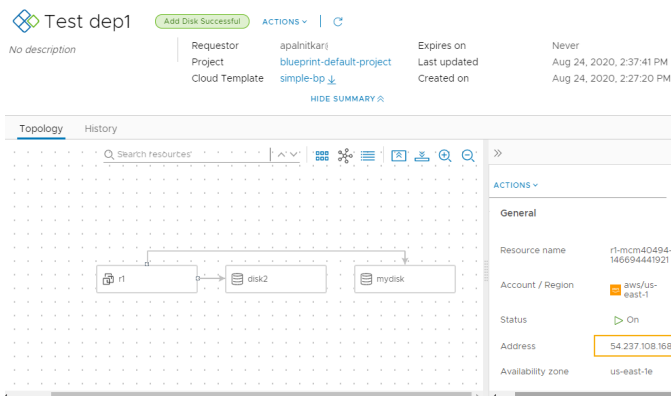 Test dep1 Add Disk Successful ACTIONS
No description
Requestor apalnitkar Expires on Never
Project blueprint-default-project Last updated Aug 24, 2020, 2:37:41 PM
Cloud Template simple-bp Created on Aug 24, 2020, 2:27:20 PM
HIDE SUMMARY
Topology History
Search resources
ACTIONS
General
Resource name r1-mcm40494-
146694441921
Account / Region aws/us-
east-1
Status On
Address 54.237.108.168
Availability zone us-east-1e
r1 disk2 mydisk